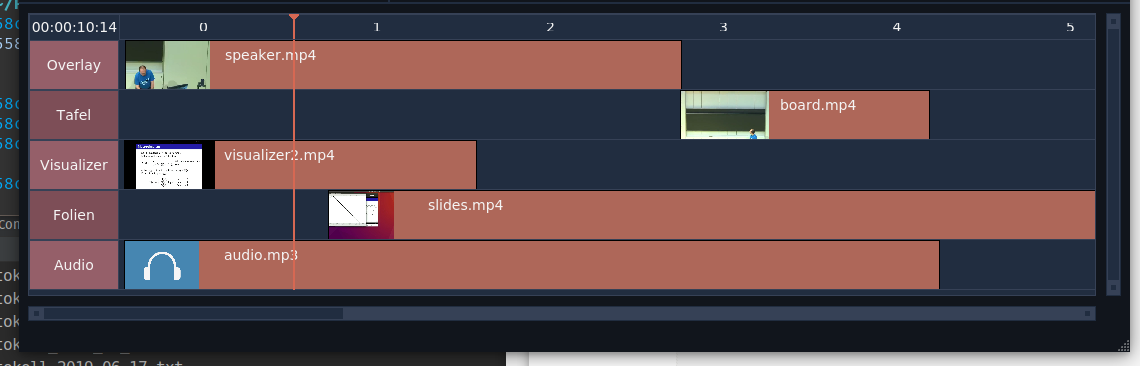 00:00:10:14 0 1 2 3 4 5
Overlay speaker.mp4
Tafel board.mp4
Visualizer visualizer2.mp4
Folien slides.mp4
Audio audio.mp3